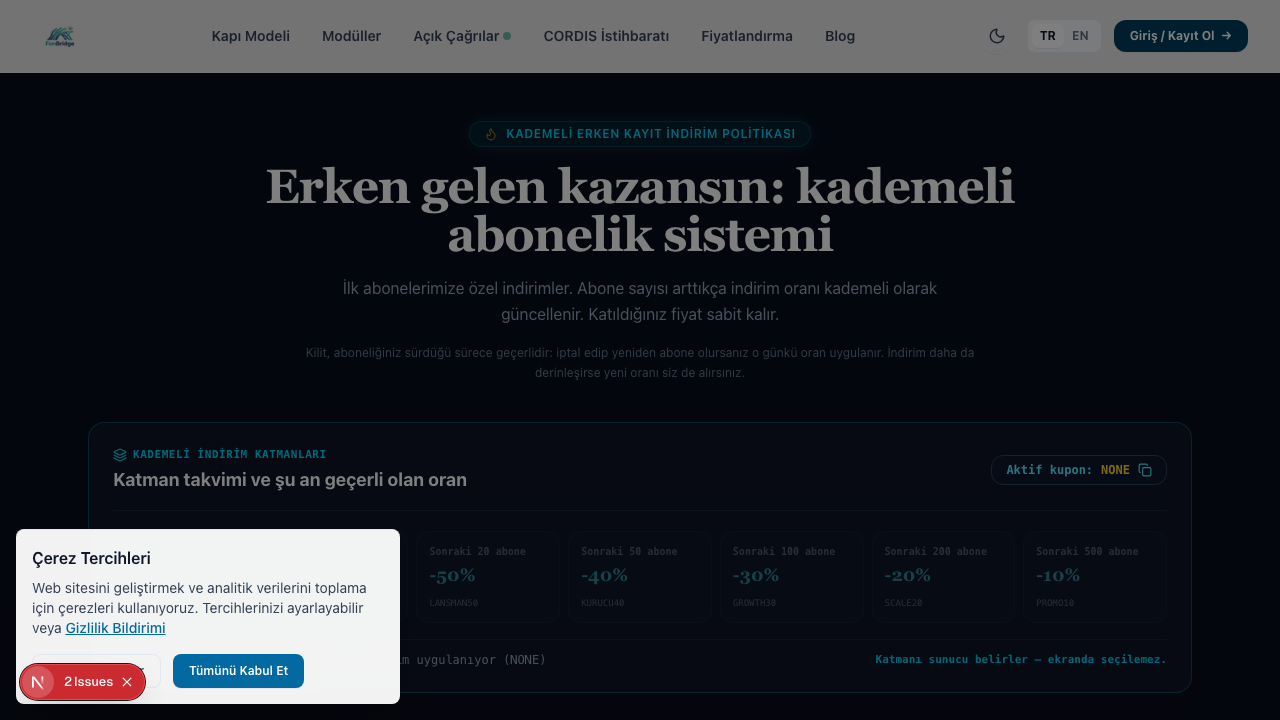 FonBridge
Kapı Modeli
Modüller
Açık Çağrılar
CORDIS İstihbaratı
Fiyatlandırma
Blog
TR
EN
Giriş / Kayıt Ol →
KADEMELİ ERKEN KAYIT İNDİRİM POLİTİKASI
Erken gelen kazansın: kademeli
abonelik sistemi
İlk abonelerimize özel indirimler. Abone sayısı arttıkça indirim oranı kademeli olarak
güncellenir. Katıldığınız fiyat sabit kalır.
Kilit, aboneliğiniz sürdüğü sürece geçerlidir: iptal edip yeniden abone olursanız o günkü oran uygulanır. İndirim daha da
derinleşirse yeni oranı siz de alırsınız.
KADEMELİ İNDİRİM KATMANLARI
Katman takvimi ve şu an geçerli olan oran
Aktif kupon: NONE
Sonraki 20 abone
-50%
LANSMAN50
Sonraki 50 abone
-40%
KURUCU40
Sonraki 100 abone
-30%
GROWTH30
Sonraki 200 abone
-20%
SCALE20
Sonraki 500 abone
-10%
PROMO10
uygulanıyor (NONE)
Katmanı sunucu belirler — ekranda seçilemez.
Çerez Tercihleri
Web sitesini geliştirmek ve analitik verilerini toplama
için çerezleri kullanıyoruz. Tercihlerinizi ayarlayabilir
veya Gizlilik Bildirimi
Tümünü Kabul Et
N
2 Issues